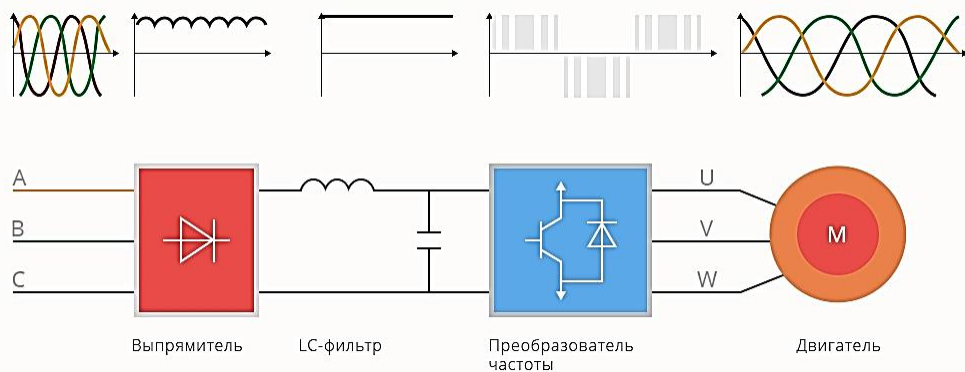 A
B
C
U
V
W
M
Выпрямитель
LC-фильтр
Преобразователь
частоты
Двигатель